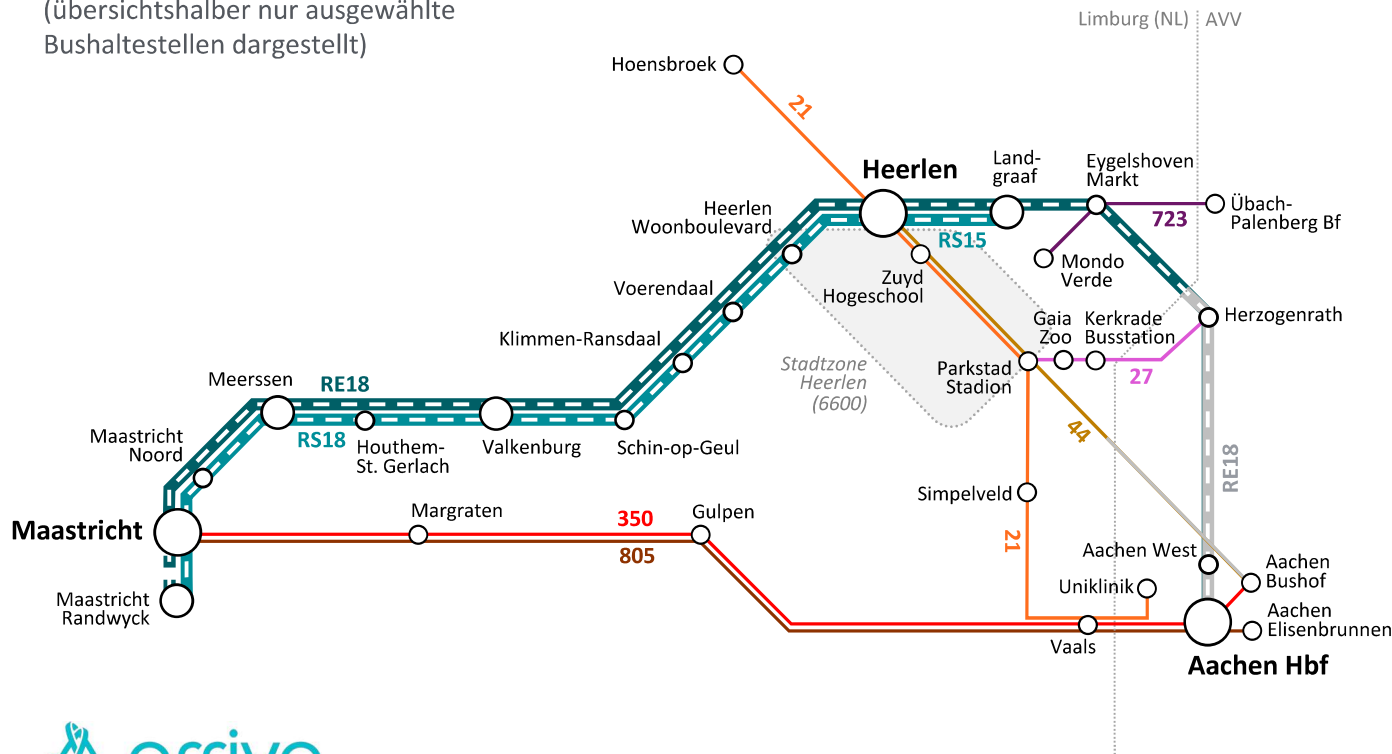 (übersichtshalber nur ausgewählte
Bushaltestellen dargestellt)
Limburg (NL)
AVV
Hoensbroek
21
Heerlen
Land-
graaf
Eygelshoven
Markt
Übach-
Palenberg Bf
723
Heerlen
Woonboulevard
RS15
Mondo
Verde
Zuyd
Hogeschool
Voerendaal
Gaia
Zoo
Kerkrade
Busstation
Herzogenrath
Klimmen-Ransdaal
Stadtzone
Heerlen
(6600)
Parkstad
Stadion
27
Meerssen
RE18
RS18
Houthem-
St. Gerlach
Valkenburg
Schin-op-Geul
44
Maastricht
Noord
RE18
Simpelveld
Maastricht
Margraten
350
805
Gulpen
21
Aachen West
Aachen
Bushof
Uniklinik
Maastricht
Randwyck
Aachen
Elisenbrunnen
Vaals
Aachen Hbf